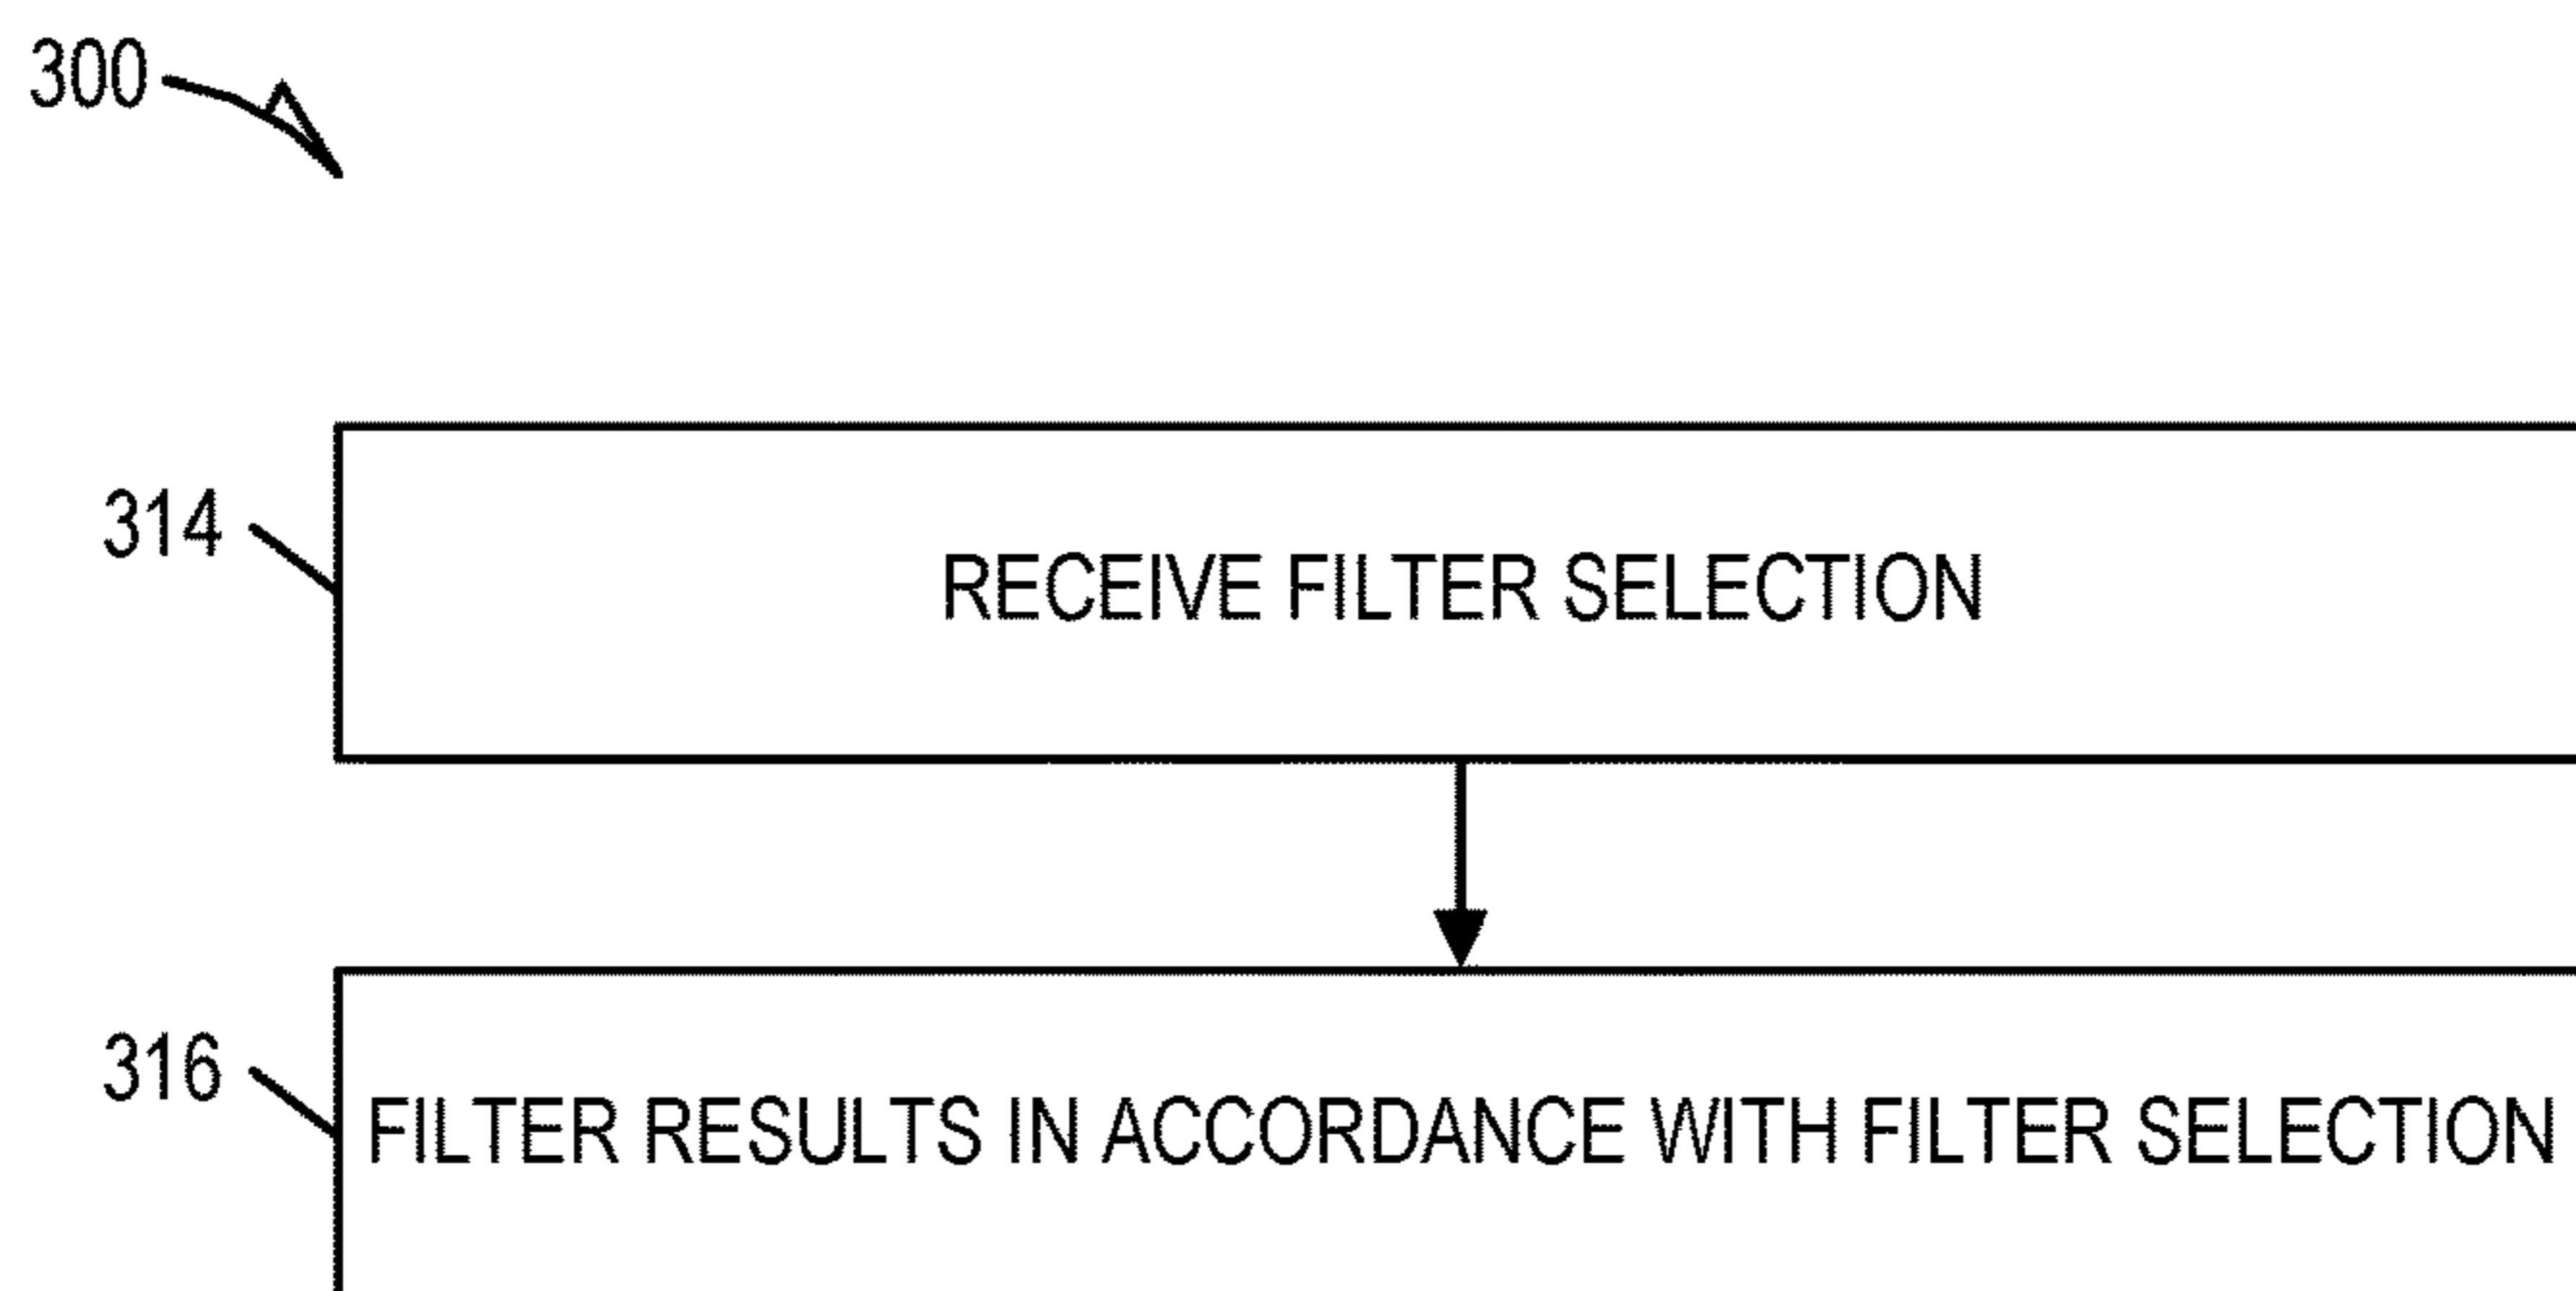 300
314
RECEIVE FILTER SELECTION
316
FILTER RESULTS IN ACCORDANCE WITH FILTER SELECTION